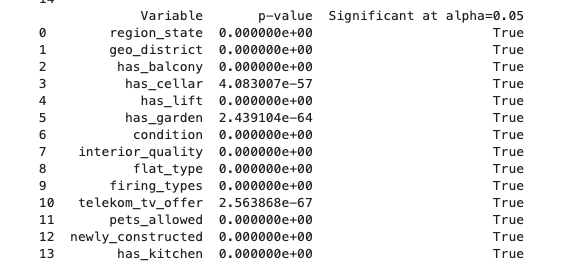 14
Variable p-value Significant at alpha=0.05
0 region_state 0.000000e+00 True
1 geo_district 0.000000e+00 True
2 has_balcony 0.000000e+00 True
3 has_cellar 4.083007e-57 True
4 has_lift 0.000000e+00 True
5 has_garden 2.439104e-64 True
6 condition 0.000000e+00 True
7 interior_quality 0.000000e+00 True
8 flat_type 0.000000e+00 True
9 firing_types 0.000000e+00 True
10 telekom_tv_offer 2.563868e-67 True
11 pets_allowed 0.000000e+00 True
12 newly_constructed 0.000000e+00 True
13 has_kitchen 0.000000e+00 True